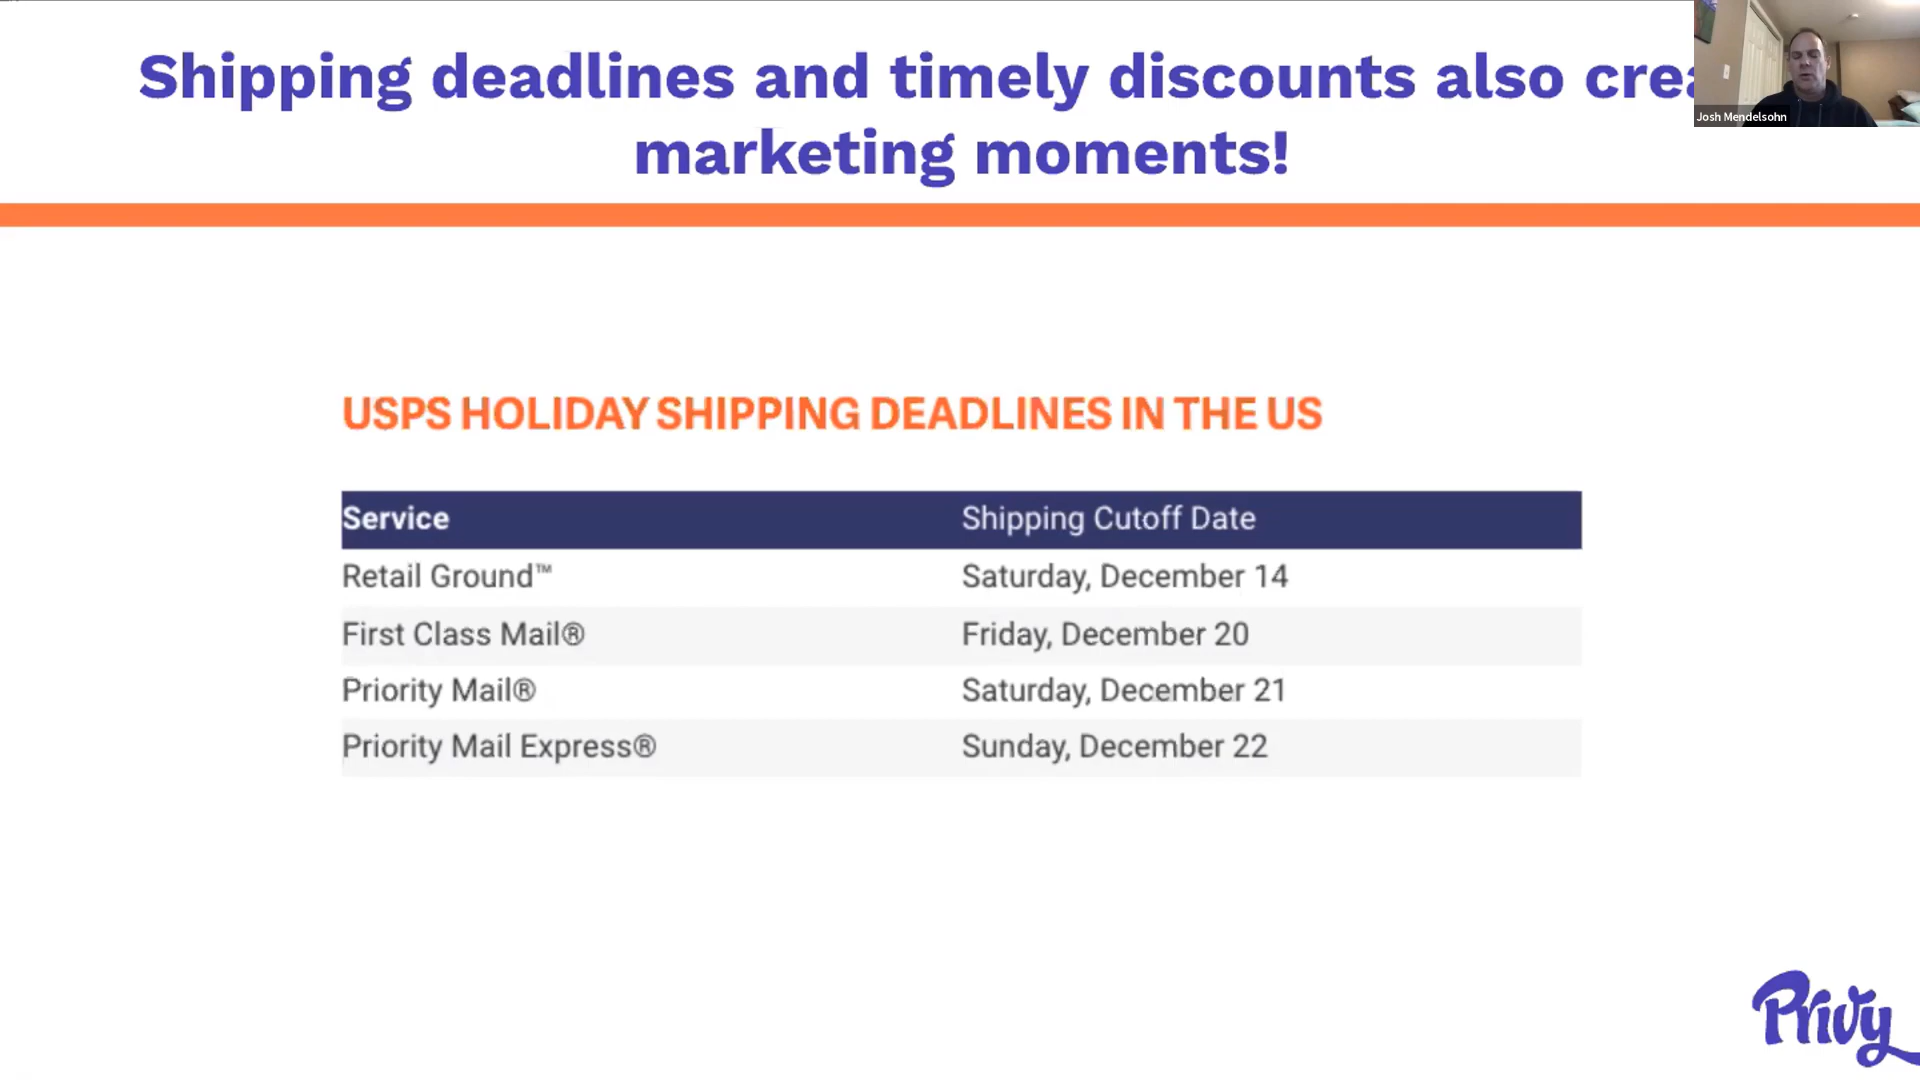 Shipping deadlines and timely discounts also
marketing moments!
Josh Mendelsohn
USPS HOLIDAY SHIPPING DEADLINES IN THE US
Service Shipping Cutoff Date
Retail Ground™ Saturday, December 14
First Class Mail® Friday, December 20
Priority Mail® Saturday, December 21
Priority Mail Express® Sunday, December 22
Privy